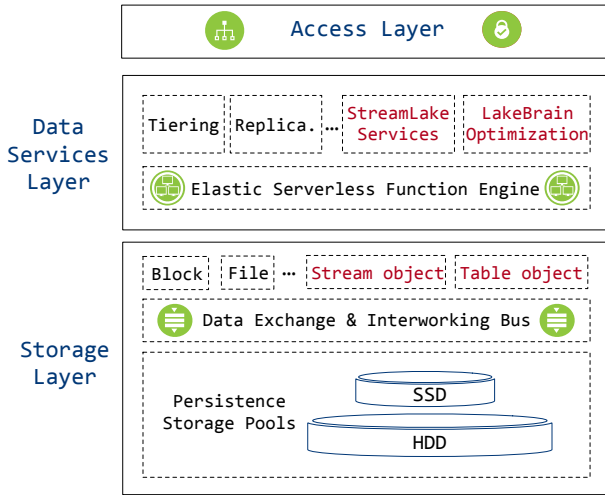 Access Layer
Data
Services
Layer
Tiering
Replica.
...
StreamLake
Services
LakeBrain
Optimization
Elastic Serverless Function Engine
Storage
Layer
Block
File
...
Stream object
Table object
Data Exchange & Interworking Bus
Persistence
Storage Pools
SSD
HDD